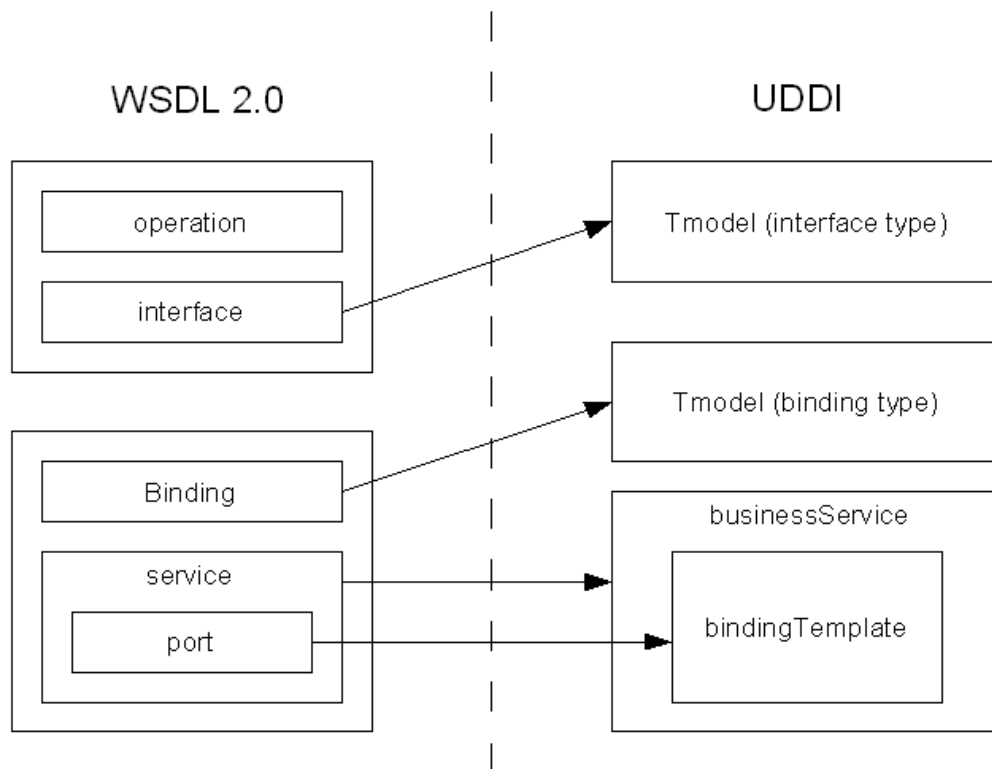 WSDL 2.0
UDDI
operation
interface
Tmodel (interface type)
Tmodel (binding type)
Binding
service
port
businessService
bindingTemplate